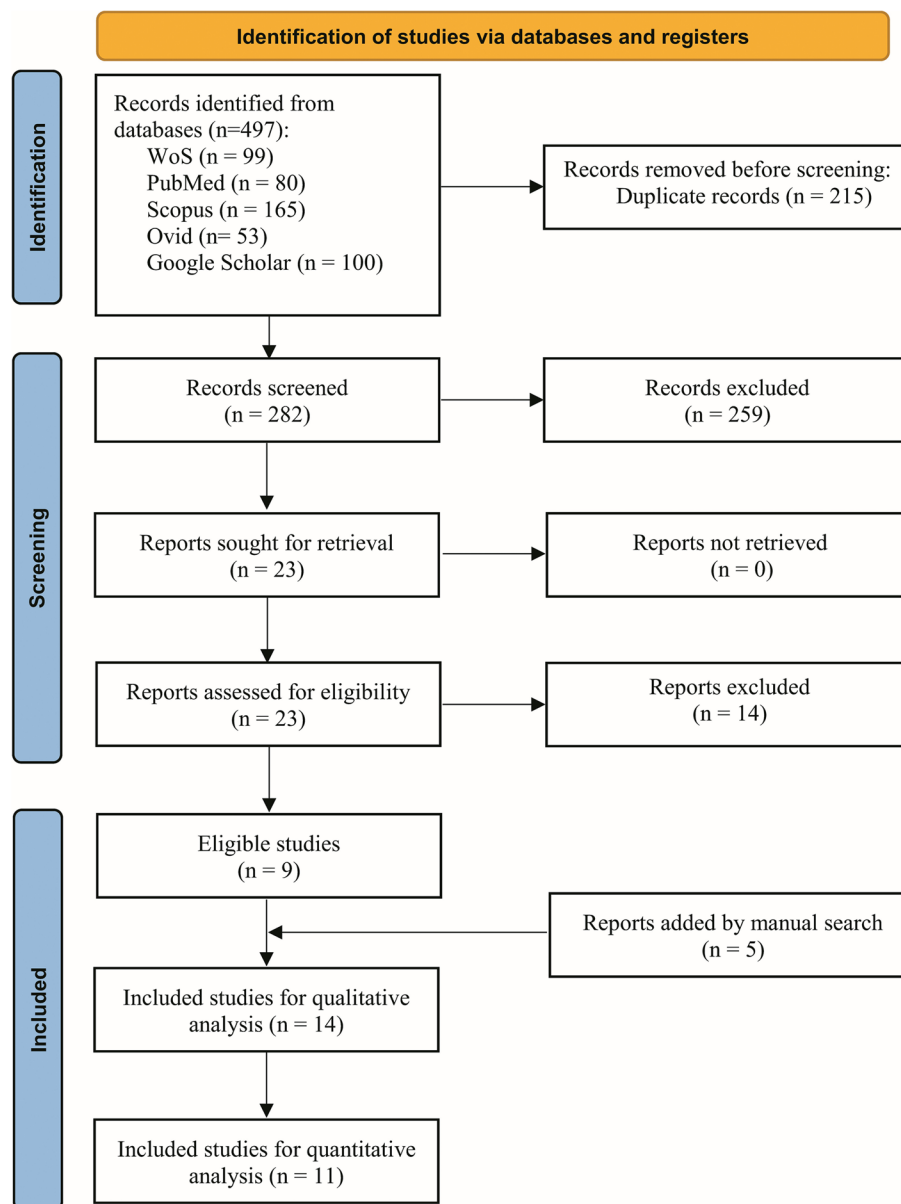 Identification of studies via databases and registers
Identification
Records identified from
databases (n=497):
WoS (n = 99)
PubMed (n = 80)
Scopus (n = 165)
Ovid (n= 53)
Google Scholar (n = 100)
Records removed before screening:
Duplicate records (n = 215)
Screening
Records screened
(n = 282)
Records excluded
(n = 259)
Reports sought for retrieval
(n = 23)
Reports not retrieved
(n = 0)
Reports assessed for eligibility
(n = 23)
Reports excluded
(n = 14)
Included
Eligible studies
(n = 9)
Reports added by manual search
(n = 5)
Included studies for qualitative
analysis (n = 14)
Included studies for quantitative
analysis (n = 11)